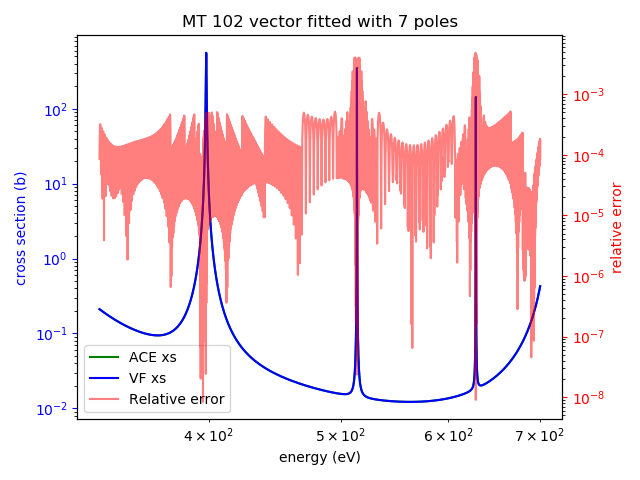 MT 102 vector fitted with 7 poles
cross section (b)
10²
10¹
10⁰
10⁻¹
10⁻²
10⁻³
10⁻⁴
10⁻⁵
10⁻⁶
10⁻⁷
10⁻⁸
relative error
ACE xs
VF xs
Relative error
4 × 10² 5 × 10² 6 × 10² 7 × 10²
energy (eV)